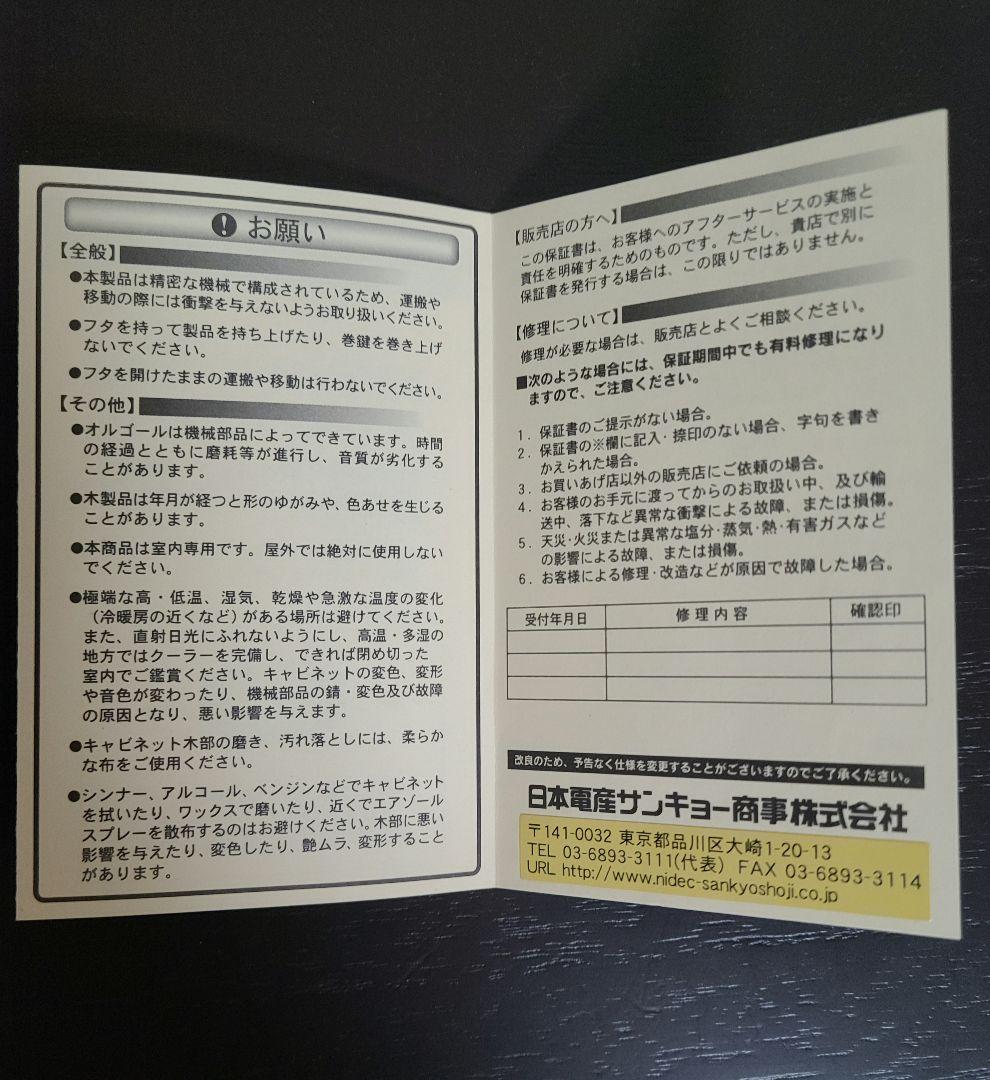 お願い
【全般】
●本製品は精密な機械で構成されているため、運搬や
移動の際には衝撃を与えないようお取り扱いください。
●フタを持って製品を持ち上げたり、巻鍵を巻き上げ
ないでください。
●フタを開けたままの運搬や移動は行わないでください。
【その他】
●オルゴールは機械部品によってできています。時間
の経過とともに磨耗等が進行し、音質が劣化する
ことがあります。
●木製品は年月が経つと形のゆがみや、色あせを生じる
ことがあります。
●本商品は室内専用です。屋外では絶対に使用しない
でください。
●極端な高・低温、湿気、乾燥や急激な温度の変化
（冷暖房の近くなど）がある場所は避けてください。
また、直射日光にふれないようにし、高温・多湿の
地方ではクーラーを完備し、できれば閉め切った
室内でご鑑賞ください。キャビネットの変色、変形
や音色が変わったり、機械部品の錆・変色及び故障
の原因となり、悪い影響を与えます。
●キャビネット木部の磨き、汚れ落としには、柔らか
な布をご使用ください。
●シンナー、アルコール、ベンジンなどでキャビネット
を拭いたり、ワックスで磨いたり、近くでエアゾール
スプレーを散布するのはお避けください。木部に悪い
影響を与えたり、変色したり、艶ムラ、変形すること
があります。
【販売店の方へ】
この保証書は、お客様へのアフターサービスの実施と
責任を明確するためのものです。ただし、貴店で別に
保証書を発行する場合は、この限りではありません。
【修理について】
修理が必要な場合は、販売店とよくご相談ください。
■次のような場合には、保証期間中でも有料修理になり
ますので、ご注意ください。
1．保証書のご提示がない場合。
2．保証書の※欄に記入・捺印のない場合、字句を書き
かえられた場合。
3．お買いあげ店以外の販売店にご依頼の場合。
4．お客様のお手元に渡ってからのお取扱い中、及び輸
送中、落下など異常な衝撃による故障、または損傷。
5．天災・火災または異常な塩分・蒸気・熱・有害ガスなど
の影響による故障、または損傷。
6．お客様による修理・改造などが原因で故障した場合。
受付年月日 修理内容 確認印
改良のため、予告なく仕様を変更することがございますのでご了承ください。
日本電産サンキョー商事株式会社
〒141-0032 東京都品川区大崎1-20-13
TEL 03-6893-3111(代表) FAX 03-6893-3114
URL http://www.nidec-sankyoshoji.co.jp